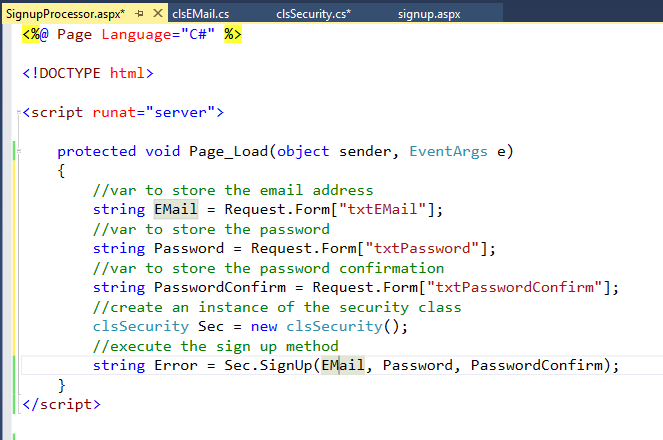 SignupProcessor.aspx* clsEMail.cs clsSecurity.cs* signup.aspx
<%@ Page Language="C#" %>
<!DOCTYPE html>
<script runat="server">
protected void Page_Load(object sender, EventArgs e)
{
//var to store the email address
string EMail = Request.Form["txtEMail"];
//var to store the password
string Password = Request.Form["txtPassword"];
//var to store the password confirmation
string PasswordConfirm = Request.Form["txtPasswordConfirm"];
//create an instance of the security class
clsSecurity Sec = new clsSecurity();
//execute the sign up method
string Error = Sec.SignUp(EMail, Password, PasswordConfirm);
}
</script>